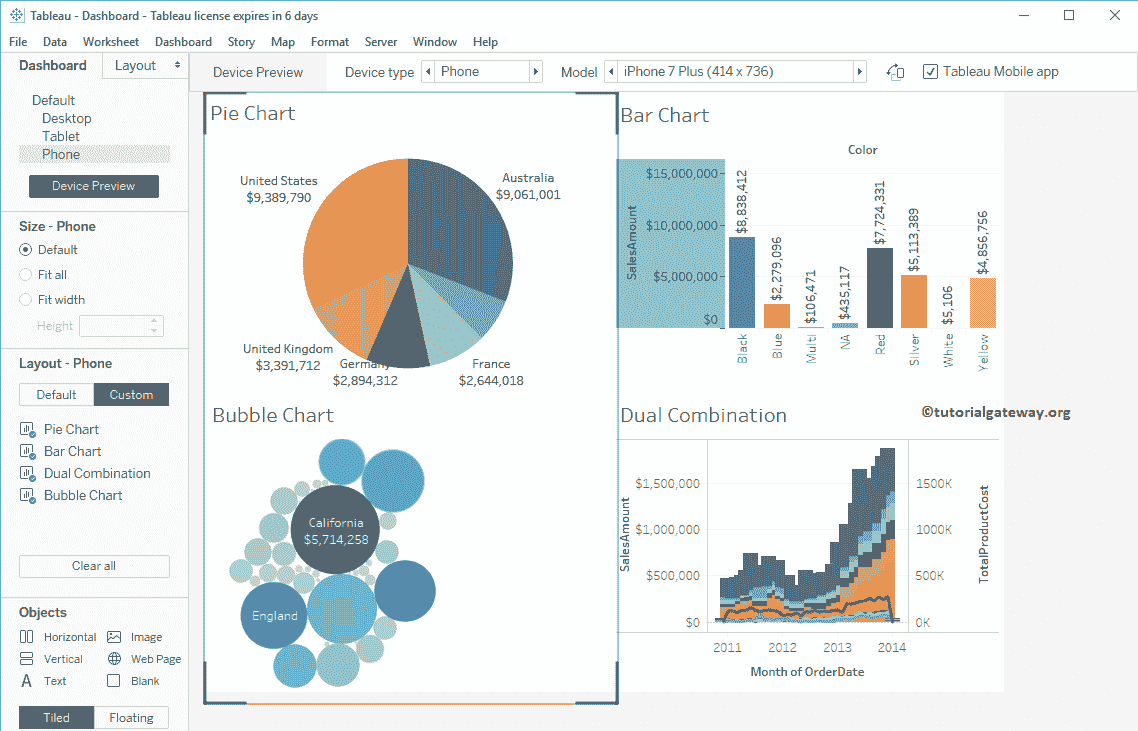 Tableau - Dashboard - Tableau license expires in 6 days
File Data Worksheet Dashboard Story Map Format Server Window Help
Dashboard Layout
Device Preview Device type Phone Model iPhone 7 Plus (414 x 736) Tableau Mobile app
Default
Desktop
Tablet
Phone
Device Preview
Size - Phone
Default
Fit all
Fit width
Height
Layout - Phone
Default Custom
Pie Chart
Bar Chart
Dual Combination
Bubble Chart
Clear all
Objects
Horizontal Image
Vertical Web Page
Text Blank
Tiled Floating
Pie Chart
United States
$9,389,790
Australia
$9,061,001
United Kingdom
$3,391,712
Germany
$2,894,312
France
$2,644,018
Bar Chart
Color
SalesAmount
$15,000,000
$10,000,000
$5,000,000
$0
$8,838,412
$2,279,096
$106,471
$435,117
$7,724,331
$5,113,389
$5,106
$4,856,756
Black
Blue
Multi
NA
Red
Silver
White
Yellow
Bubble Chart
California
$5,714,258
England
Dual Combination
©tutorialgateway.org
SalesAmount
$1,500,000
$1,000,000
$500,000
$0
1500K
1000K
500K
0K
TotalProductCost
2011 2012 2013 2014
Month of OrderDate